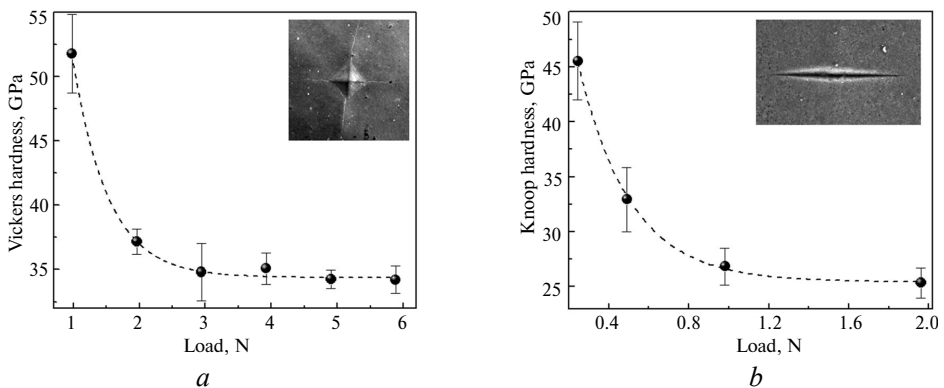 55
50
45
40
35
Vickers hardness, GPa
1 2 3 4 5 6
Load, N
a
50
45
40
33
30
25
Knoop hardness, GPa
0.4 0.8 1.2 1.6 2.0
Load, N
b